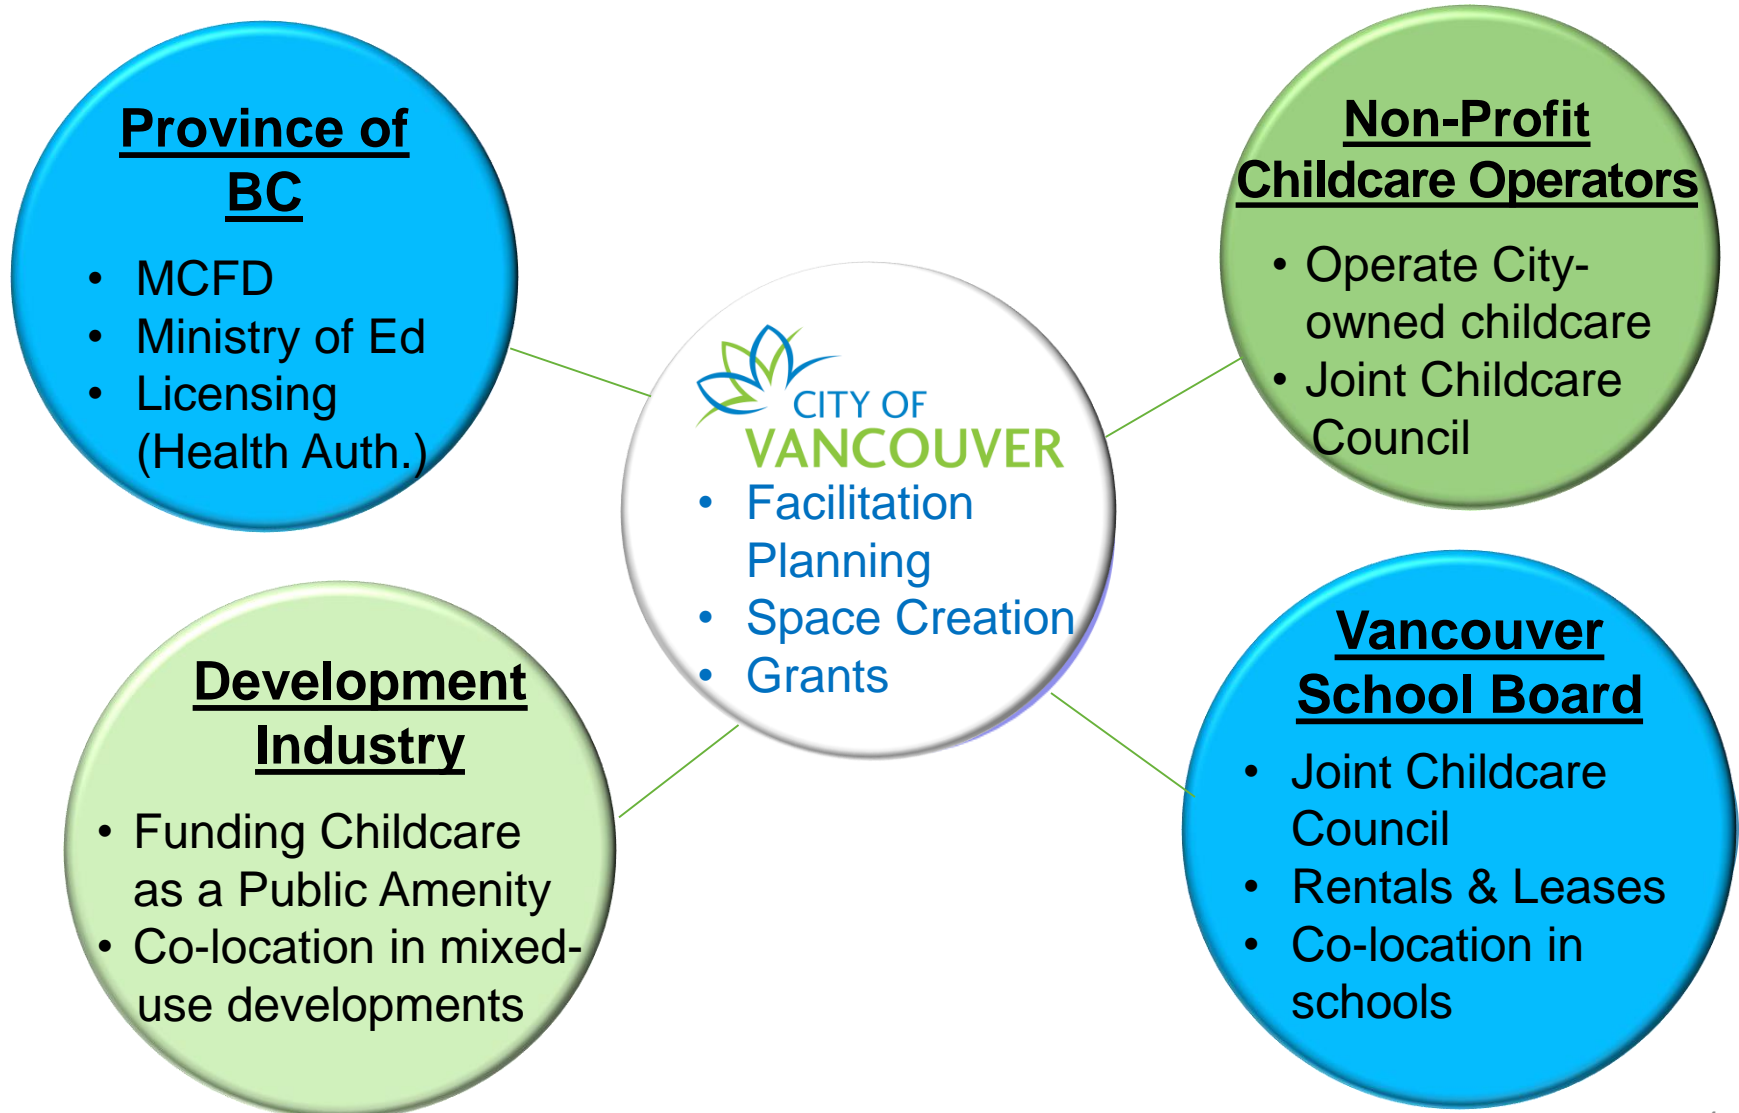 Province of
BC
• MCFD
• Ministry of Ed
• Licensing
(Health Auth.)
Non-Profit
Childcare Operators
• Operate City-
owned childcare
• Joint Childcare
Council
CITY OF
VANCOUVER
• Facilitation
Planning
• Space Creation
• Grants
Development
Industry
• Funding Childcare
as a Public Amenity
• Co-location in mixed-
use developments
Vancouver
School Board
• Joint Childcare
Council
• Rentals & Leases
• Co-location in
schools